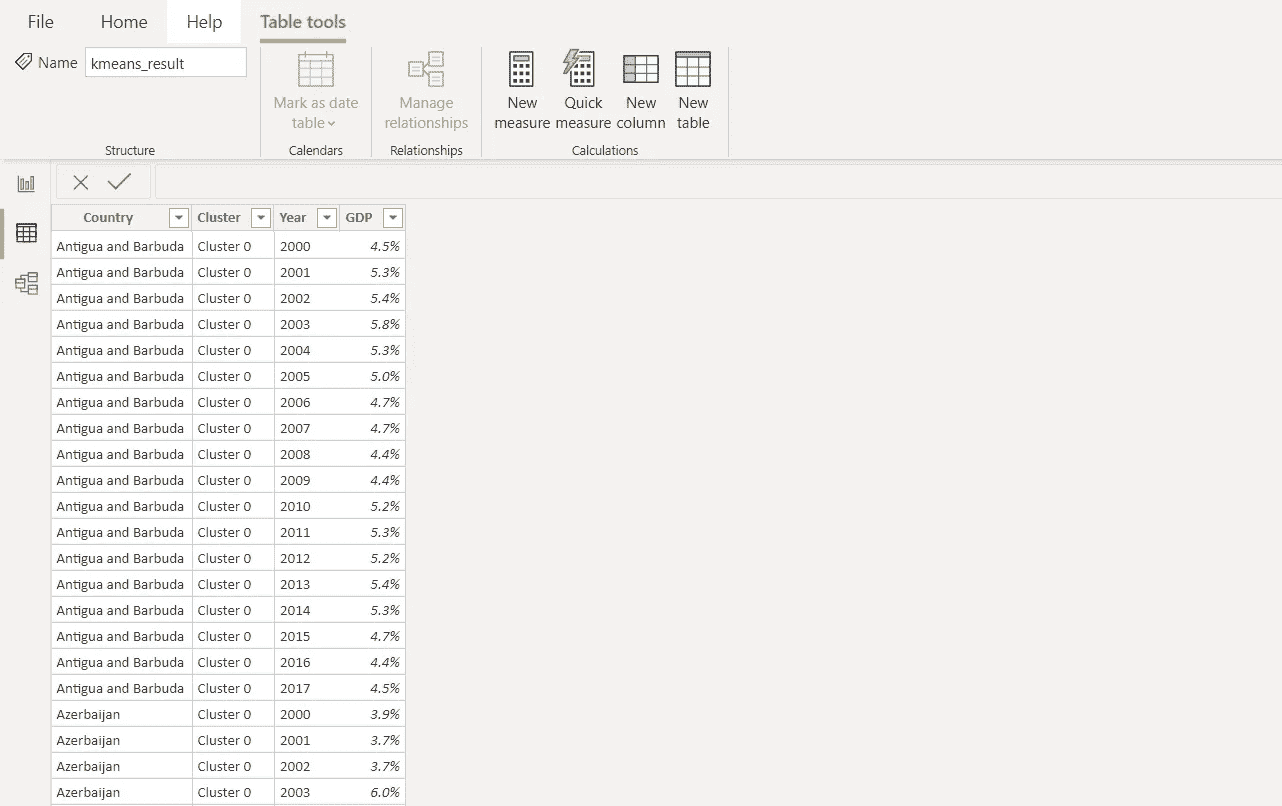 File Home Help Table tools
Name kmeans_result
Mark as date table
Manage relationships
New measure
Quick measure
New column
New table
Structure Calendars Relationships Calculations
Country Cluster Year GDP
Antigua and Barbuda Cluster 0 2000 4.5%
Antigua and Barbuda Cluster 0 2001 5.3%
Antigua and Barbuda Cluster 0 2002 5.4%
Antigua and Barbuda Cluster 0 2003 5.8%
Antigua and Barbuda Cluster 0 2004 5.3%
Antigua and Barbuda Cluster 0 2005 5.0%
Antigua and Barbuda Cluster 0 2006 4.7%
Antigua and Barbuda Cluster 0 2007 4.7%
Antigua and Barbuda Cluster 0 2008 4.4%
Antigua and Barbuda Cluster 0 2009 4.4%
Antigua and Barbuda Cluster 0 2010 5.2%
Antigua and Barbuda Cluster 0 2011 5.3%
Antigua and Barbuda Cluster 0 2012 5.2%
Antigua and Barbuda Cluster 0 2013 5.4%
Antigua and Barbuda Cluster 0 2014 5.3%
Antigua and Barbuda Cluster 0 2015 4.7%
Antigua and Barbuda Cluster 0 2016 4.4%
Antigua and Barbuda Cluster 0 2017 4.5%
Azerbaijan Cluster 0 2000 3.9%
Azerbaijan Cluster 0 2001 3.7%
Azerbaijan Cluster 0 2002 3.7%
Azerbaijan Cluster 0 2003 6.0%